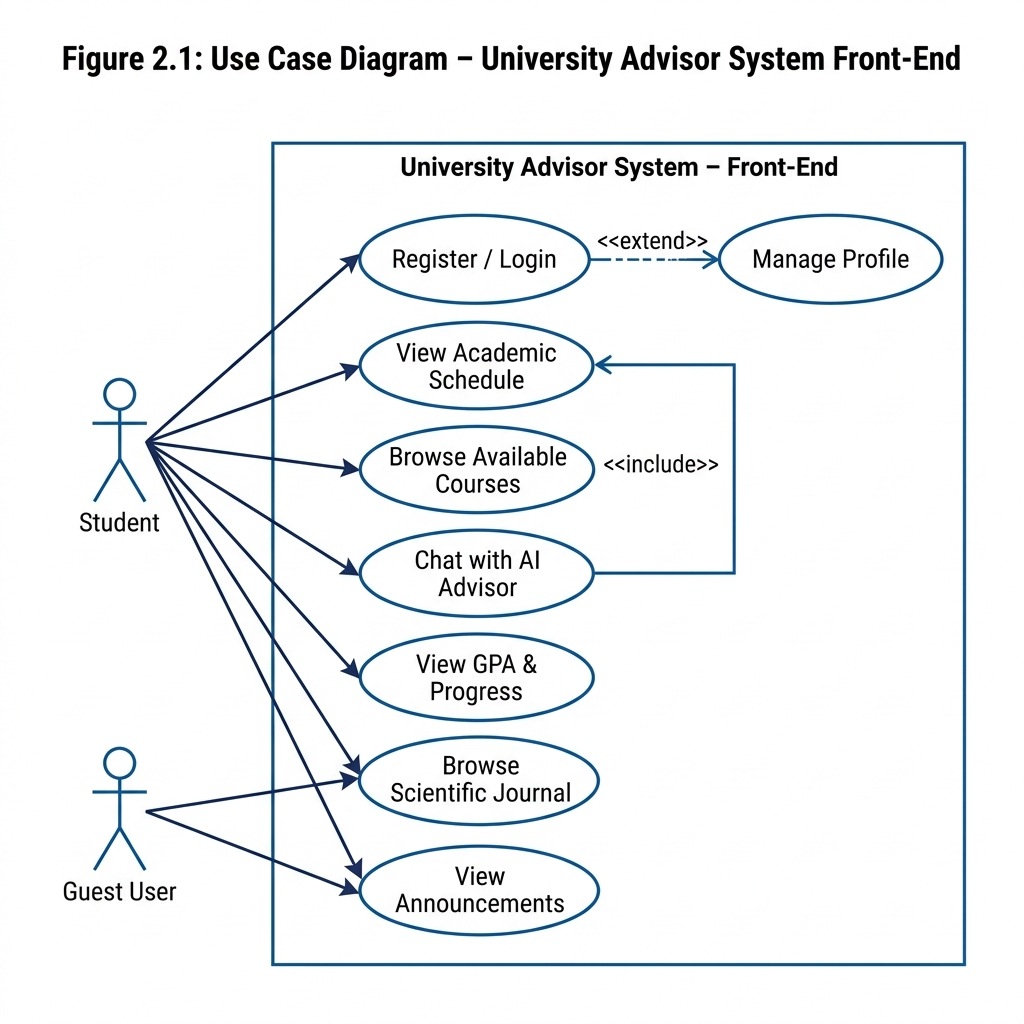 Figure 2.1: Use Case Diagram – University Advisor System Front-End
University Advisor System – Front-End
Register / Login
<<extend>>
Manage Profile
View Academic
Schedule
Browse Available
Courses
<<include>>
Chat with AI
Advisor
Student
View GPA &
Progress
Browse
Scientific Journal
Guest User
View
Announcements